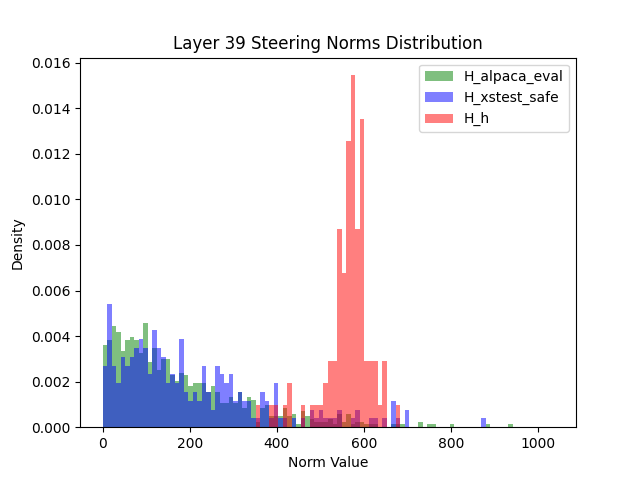 Layer 39 Steering Norms Distribution
H_alpaca_eval
H_xstest_safe
H_h
0.016
0.014
0.012
0.010
0.008
0.006
0.004
0.002
0.000
Density
0
200
400
600
800
1000
Norm Value